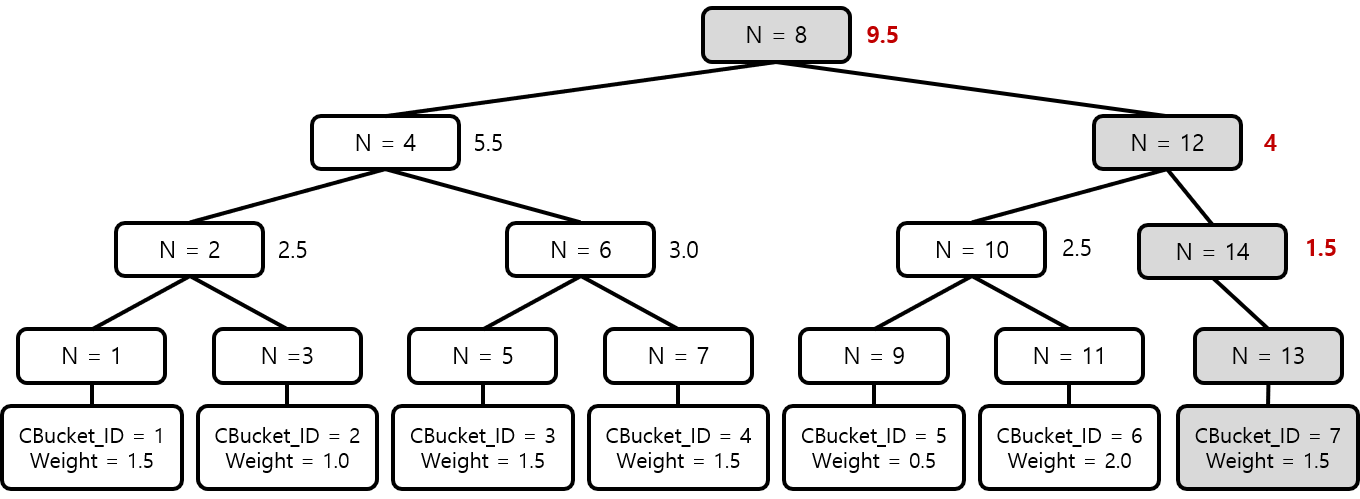 N = 8
9.5
N = 4
5.5
N = 12
4
N = 2
2.5
N = 6
3.0
N = 10
2.5
N = 14
1.5
N = 1
N =3
N = 5
N = 7
N = 9
N = 11
N = 13
CBucket_ID = 1
Weight = 1.5
CBucket_ID = 2
Weight = 1.0
CBucket_ID = 3
Weight = 1.5
CBucket_ID = 4
Weight = 1.5
CBucket_ID = 5
Weight = 0.5
CBucket_ID = 6
Weight = 2.0
CBucket_ID = 7
Weight = 1.5